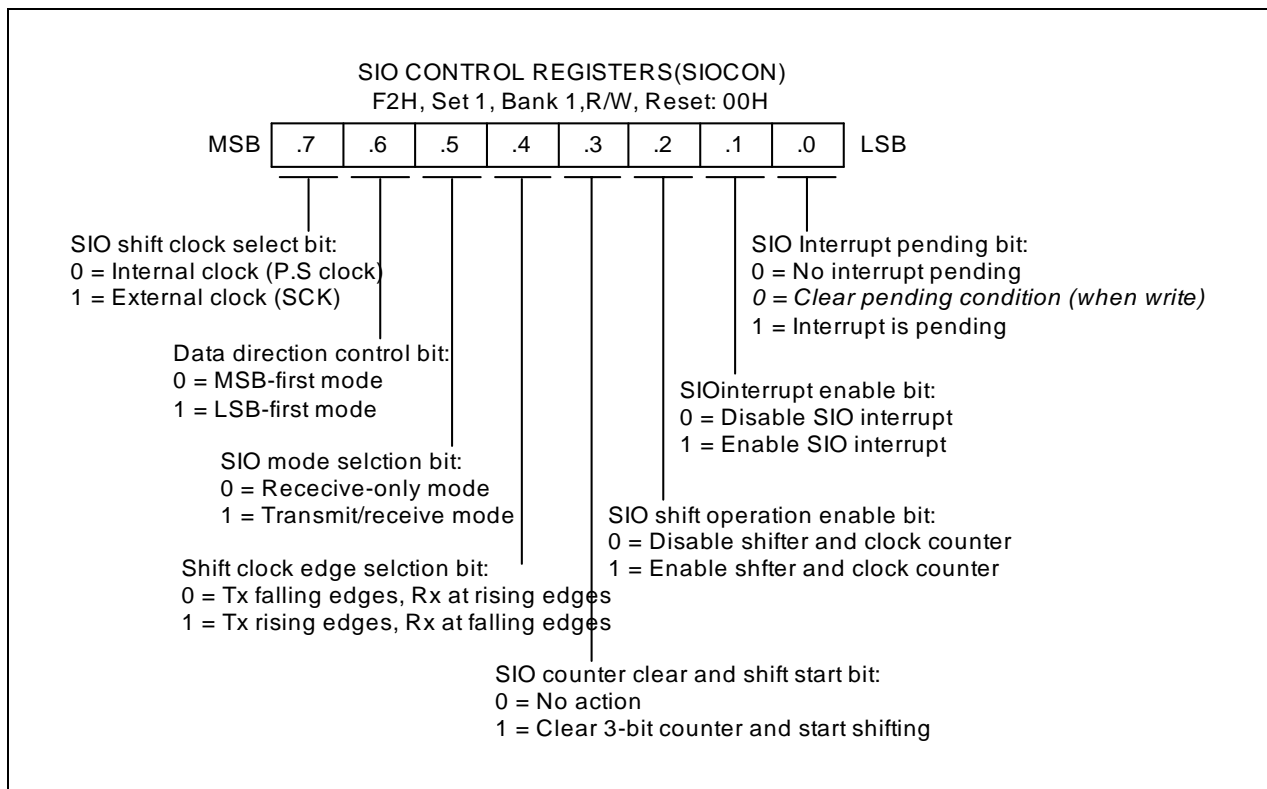 SIO CONTROL REGISTERS(SIOCON)
F2H, Set 1, Bank 1,R/W, Reset: 00H
MSB .7 .6 .5 .4 .3 .2 .1 .0 LSB
SIO shift clock select bit:
0 = Internal clock (P.S clock)
1 = External clock (SCK)
Data direction control bit:
0 = MSB-first mode
1 = LSB-first mode
SIO mode selction bit:
0 = Rececive-only mode
1 = Transmit/receive mode
Shift clock edge selction bit:
0 = Tx falling edges, Rx at rising edges
1 = Tx rising edges, Rx at falling edges
SIO counter clear and shift start bit:
0 = No action
1 = Clear 3-bit counter and start shifting
SIO shift operation enable bit:
0 = Disable shifter and clock counter
1 = Enable shfter and clock counter
SIOinterrupt enable bit:
0 = Disable SIO interrupt
1 = Enable SIO interrupt
SIO Interrupt pending bit:
0 = No interrupt pending
0 = Clear pending condition (when write)
1 = Interrupt is pending